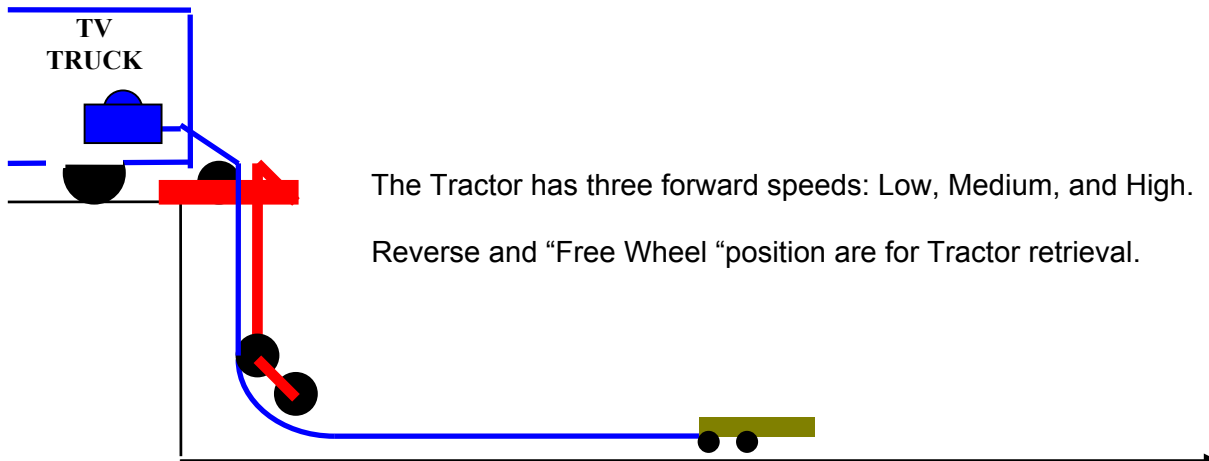 TV
TRUCK
The Tractor has three forward speeds: Low, Medium, and High.
Reverse and “Free Wheel “position are for Tractor retrieval.